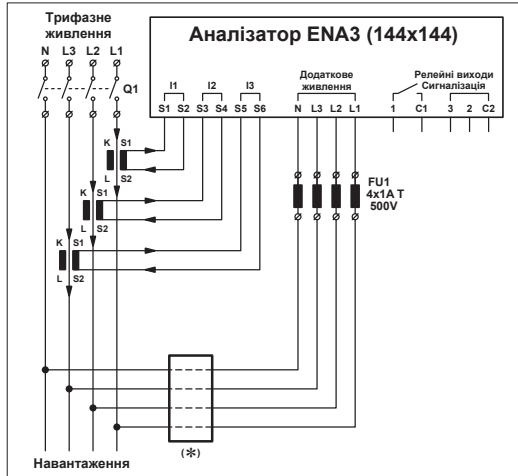 Трифазне
живлення
N L3 L2 L1
Q1
Аналізатор ENA3 (144x144)
I1 I2 I3
S1 S2 S3 S4 S5 S6
Додаткове
живлення
N L3 L2 L1
Релейні виходи
Сигналізація
1 C1 3 2 C2
K S1
L S2
K S1
L S2
K S1
L S2
FU1
4x1A T
500V
(*)
Навантаження